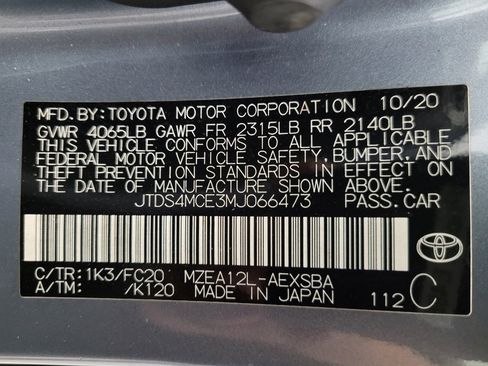 MFD. BY: TOYOTA MOTOR CORPORATION 10/20
GVWR 4065LB GAWR FR 2315LB RR 2140LB
THIS VEHICLE CONFORMS TO ALL APPLICABLE
FEDERAL MOTOR VEHICLE SAFETY, BUMPER, AND
THEFT PREVENTION STANDARDS IN EFFECT ON
THE DATE OF MANUFACTURE SHOWN ABOVE.
JTDS4MCE3MJ066473 PASS. CAR
C/TR: 1K3/FC20 MZEA12L-AEXSBA
A/TM: /K120 MADE IN JAPAN 112 C
TOYOTA